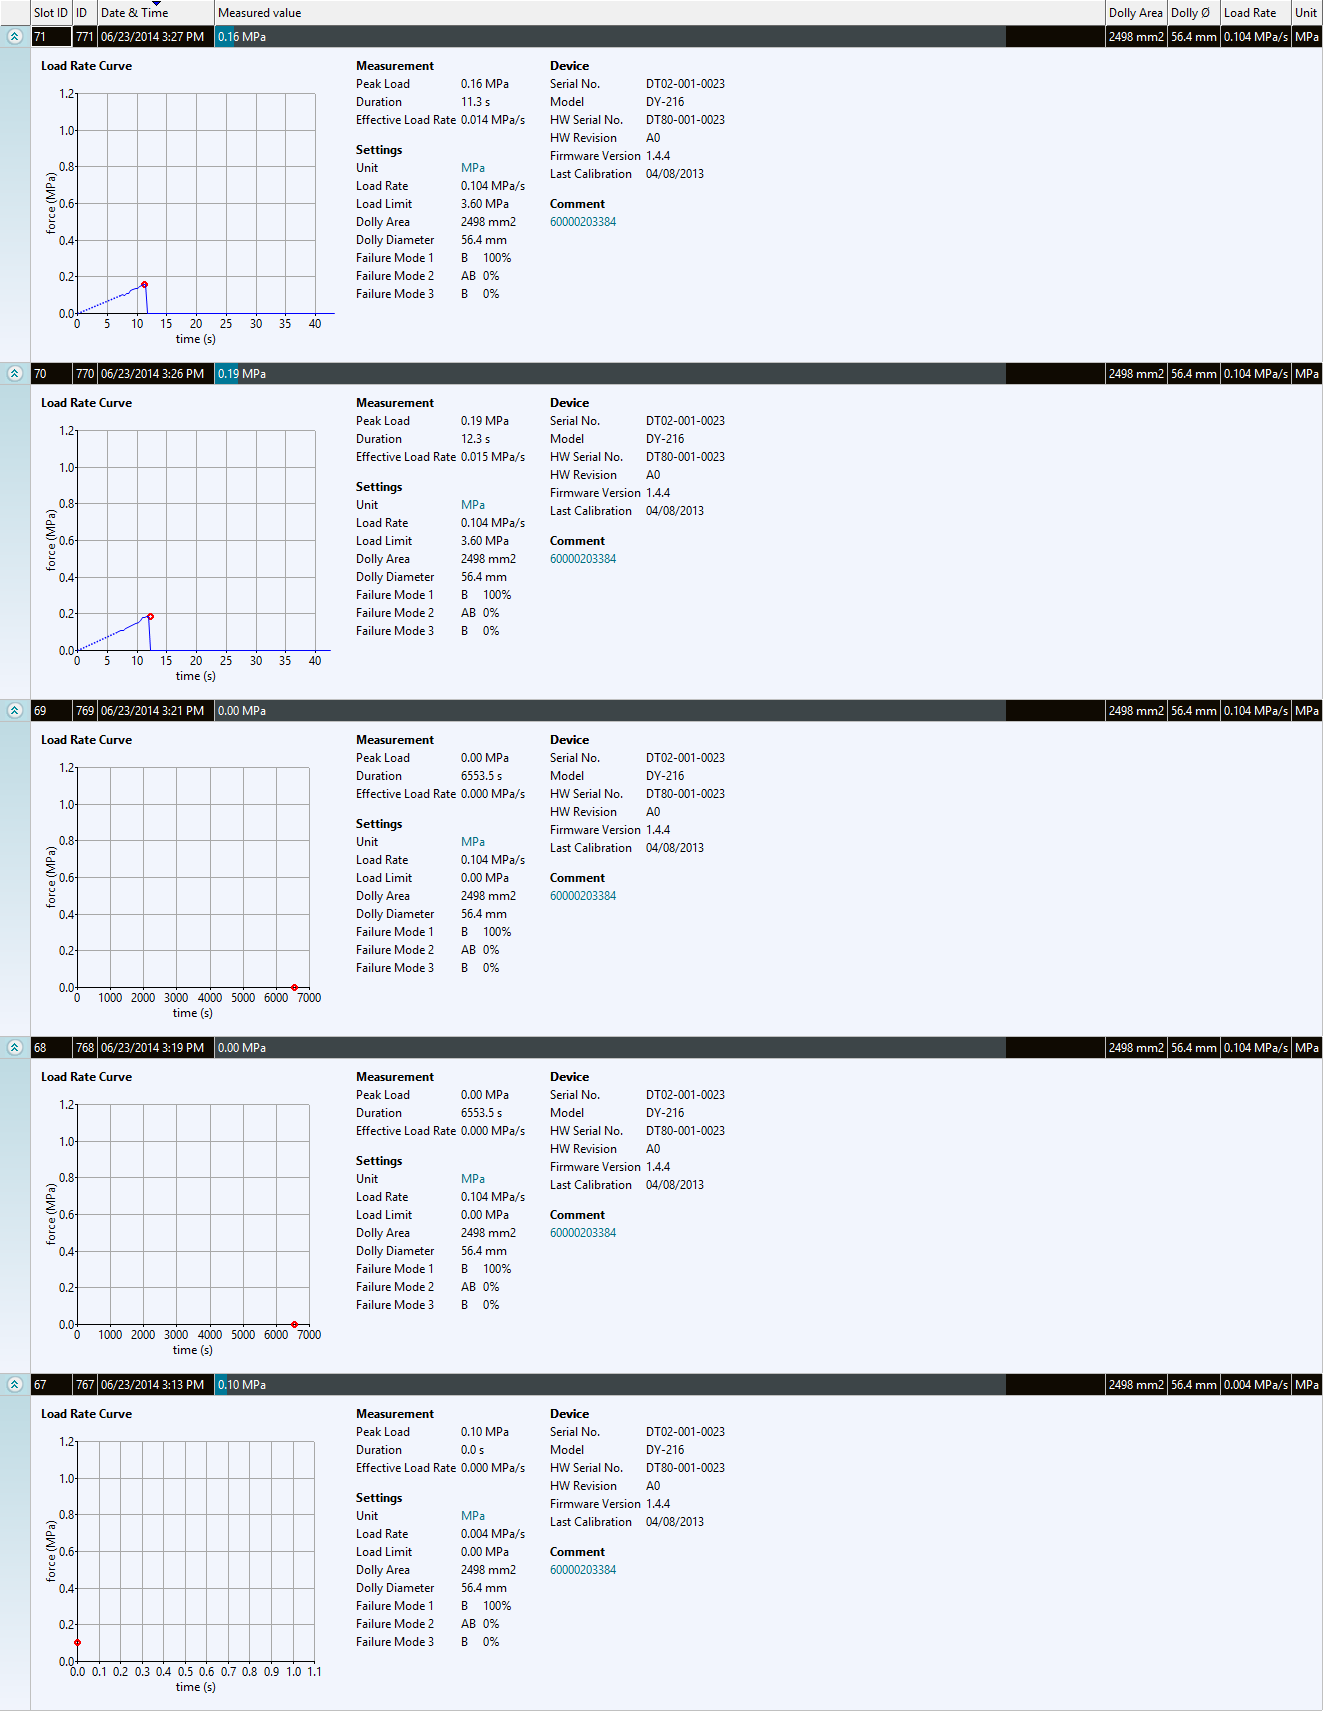 Slot ID ID Date & Time Measured value Dolly Area Dolly Ø Load Rate Unit
71 771 06/23/2014 3:27 PM 0.16 MPa 2498 mm2 56.4 mm 0.104 MPa/s MPa
Load Rate Curve
1.2
1.0
0.8
0.6
0.4
0.2
0.0
force (MPa)
0 5 10 15 20 25 30 35 40
time (s)
Measurement
Peak Load 0.16 MPa
Duration 11.3 s
Effective Load Rate 0.014 MPa/s
Settings
Unit MPa
Load Rate 0.104 MPa/s
Load Limit 3.60 MPa
Dolly Area 2498 mm2
Dolly Diameter 56.4 mm
Failure Mode 1 B 100%
Failure Mode 2 AB 0%
Failure Mode 3 B 0%
Device
Serial No. DT02-001-0023
Model DY-216
HW Serial No. DT80-001-0023
HW Revision A0
Firmware Version 1.4.4
Last Calibration 04/08/2013
Comment
60000203384
70 770 06/23/2014 3:26 PM 0.19 MPa 2498 mm2 56.4 mm 0.104 MPa/s MPa
Load Rate Curve
1.2
1.0
0.8
0.6
0.4
0.2
0.0
force (MPa)
0 5 10 15 20 25 30 35 40
time (s)
Measurement
Peak Load 0.19 MPa
Duration 12.3 s
Effective Load Rate 0.015 MPa/s
Settings
Unit MPa
Load Rate 0.104 MPa/s
Load Limit 3.60 MPa
Dolly Area 2498 mm2
Dolly Diameter 56.4 mm
Failure Mode 1 B 100%
Failure Mode 2 AB 0%
Failure Mode 3 B 0%
Device
Serial No. DT02-001-0023
Model DY-216
HW Serial No. DT80-001-0023
HW Revision A0
Firmware Version 1.4.4
Last Calibration 04/08/2013
Comment
60000203384
69 769 06/23/2014 3:21 PM 0.00 MPa 2498 mm2 56.4 mm 0.104 MPa/s MPa
Load Rate Curve
1.2
1.0
0.8
0.6
0.4
0.2
0.0
force (MPa)
0 1000 2000 3000 4000 5000 6000 7000
time (s)
Measurement
Peak Load 0.00 MPa
Duration 6553.5 s
Effective Load Rate 0.000 MPa/s
Settings
Unit MPa
Load Rate 0.104 MPa/s
Load Limit 0.00 MPa
Dolly Area 2498 mm2
Dolly Diameter 56.4 mm
Failure Mode 1 B 100%
Failure Mode 2 AB 0%
Failure Mode 3 B 0%
Device
Serial No. DT02-001-0023
Model DY-216
HW Serial No. DT80-001-0023
HW Revision A0
Firmware Version 1.4.4
Last Calibration 04/08/2013
Comment
60000203384
68 768 06/23/2014 3:19 PM 0.00 MPa 2498 mm2 56.4 mm 0.104 MPa/s MPa
Load Rate Curve
1.2
1.0
0.8
0.6
0.4
0.2
0.0
force (MPa)
0 1000 2000 3000 4000 5000 6000 7000
time (s)
Measurement
Peak Load 0.00 MPa
Duration 6553.5 s
Effective Load Rate 0.000 MPa/s
Settings
Unit MPa
Load Rate 0.104 MPa/s
Load Limit 0.00 MPa
Dolly Area 2498 mm2
Dolly Diameter 56.4 mm
Failure Mode 1 B 100%
Failure Mode 2 AB 0%
Failure Mode 3 B 0%
Device
Serial No. DT02-001-0023
Model DY-216
HW Serial No. DT80-001-0023
HW Revision A0
Firmware Version 1.4.4
Last Calibration 04/08/2013
Comment
60000203384
67 767 06/23/2014 3:13 PM 0.10 MPa 2498 mm2 56.4 mm 0.004 MPa/s MPa
Load Rate Curve
1.2
1.0
0.8
0.6
0.4
0.2
0.0
force (MPa)
0.0 0.1 0.2 0.3 0.4 0.5 0.6 0.7 0.8 0.9 1.0 1.1
time (s)
Measurement
Peak Load 0.10 MPa
Duration 0.0 s
Effective Load Rate 0.000 MPa/s
Settings
Unit MPa
Load Rate 0.004 MPa/s
Load Limit 0.00 MPa
Dolly Area 2498 mm2
Dolly Diameter 56.4 mm
Failure Mode 1 B 100%
Failure Mode 2 AB 0%
Failure Mode 3 B 0%
Device
Serial No. DT02-001-0023
Model DY-216
HW Serial No. DT80-001-0023
HW Revision A0
Firmware Version 1.4.4
Last Calibration 04/08/2013
Comment
60000203384